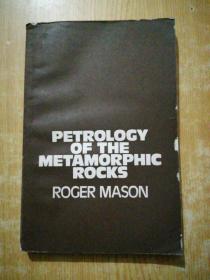 PETROLOGY
OF THE
METAMORPHIC
ROCKS
ROGER MASON